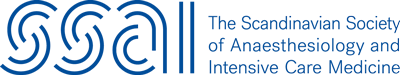 ssai
The Scandinavian Society
of Anaesthesiology and
Intensive Care Medicine